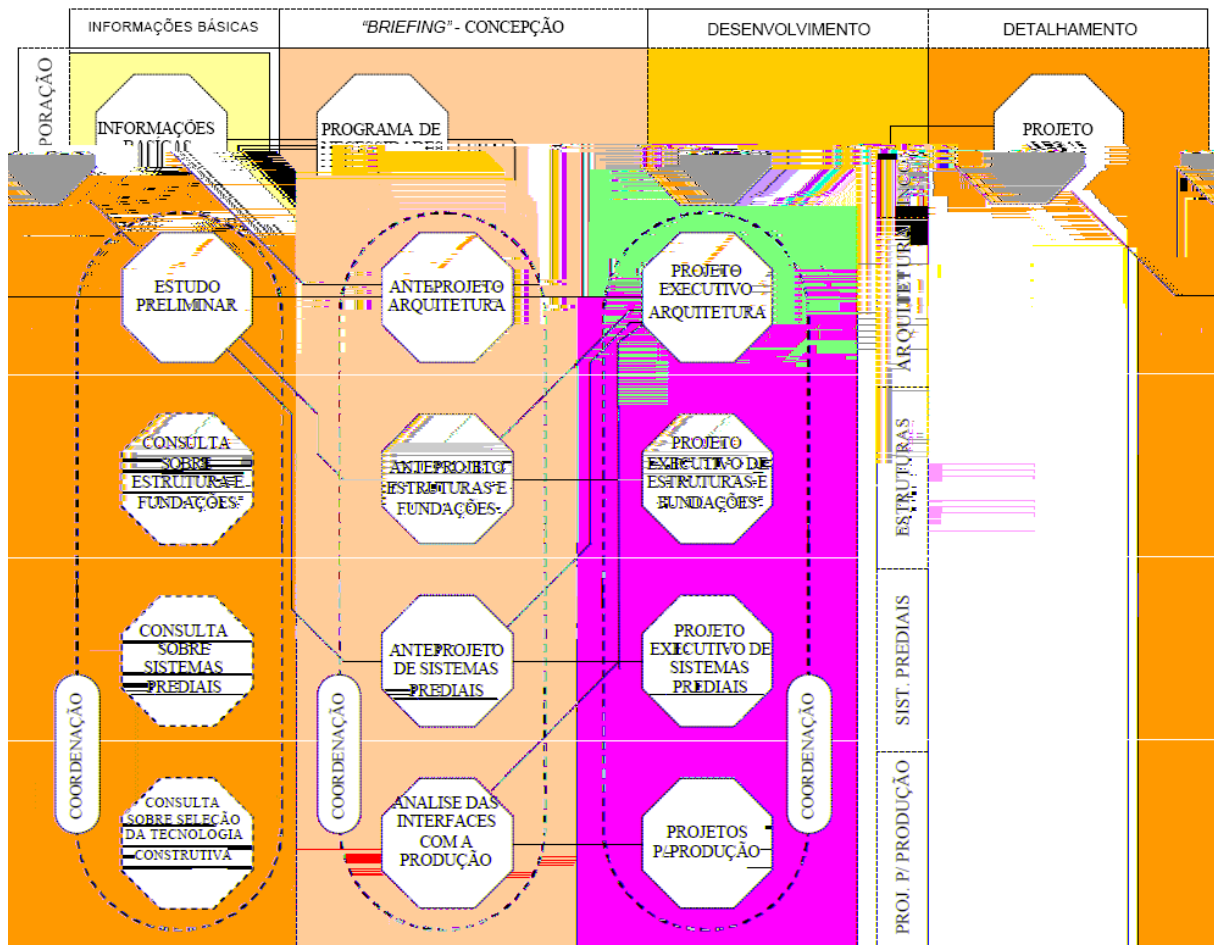 INFORMAÇÕES BÁSICAS
"BRIEFING" - CONCEPÇÃO
DESENVOLVIMENTO
DETALHAMENTO
PORAÇÃO
INFORMAÇÕES
BÁSICAS
PROGRAMA DE
NECESSIDADES
PROJETO
ESTUDO
PRELIMINAR
ANTEPROJETO
ARQUITETURA
PROJETO
EXECUTIVO
ARQUITETURA
ARQUITETURA
CONSULTA
SOBRE
ESTRUTURA E
FUNDAÇÕES
ANTEPROJETO
ESTRUTURAS E
FUNDAÇÕES
PROJETO
EXECUTIVO DE
ESTRUTURAS E
FUNDAÇÕES
ESTRUTURAS
CONSULTA
SOBRE
SISTEMAS
PREDIAIS
ANTEPROJETO
DE SISTEMAS
PREDIAIS
PROJETO
EXECUTIVO DE
SISTEMAS
PREDIAIS
SIST. PREDIAIS
COORDENAÇÃO
COORDENAÇÃO
COORDENAÇÃO
CONSULTA
SOBRE SELEÇÃO
DA TECNOLOGIA
CONSTRUTIVA
ANALISE DAS
INTERFACES
COM A
PRODUÇÃO
PROJETOS
P/ PRODUÇÃO
PROJ. P/ PRODUÇÃO